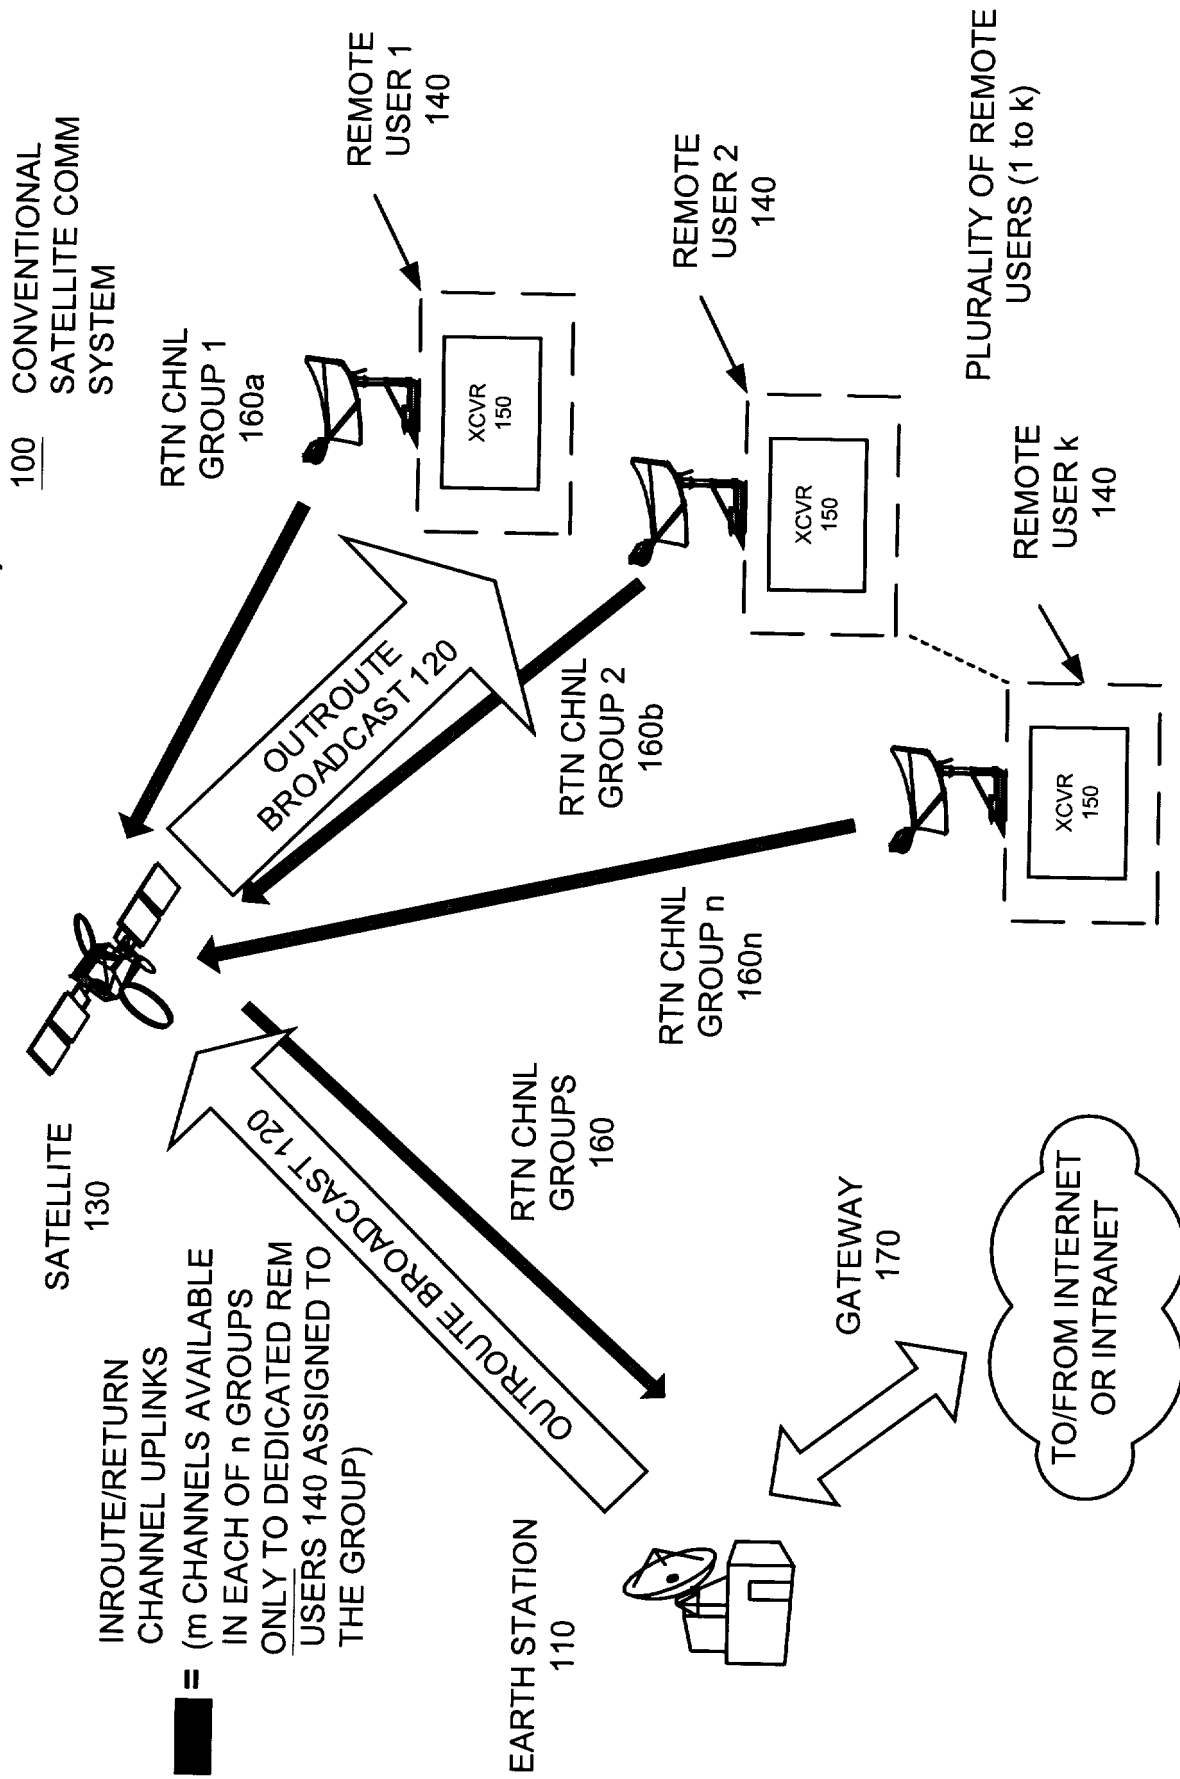 100 CONVENTIONAL
SATELLITE COMM
SYSTEM
INROUTE/RETURN
CHANNEL UPLINKS
= (m CHANNELS AVAILABLE
IN EACH OF n GROUPS
ONLY TO DEDICATED REM
USERS 140 ASSIGNED TO
THE GROUP)
SATELLITE
130
RTN CHNL
GROUP 1
160a
REMOTE
USER 1
140
XCVR
150
OUTROUTE
BROADCAST 120
OUTROUTE BROADCAST 120
RTN CHNL
GROUPS
160
RTN CHNL
GROUP 2
160b
REMOTE
USER 2
140
XCVR
150
RTN CHNL
GROUP n
160n
REMOTE
USER k
140
XCVR
150
PLURALITY OF REMOTE
USERS (1 to k)
EARTH STATION
110
GATEWAY
170
TO/FROM INTERNET
OR INTRANET